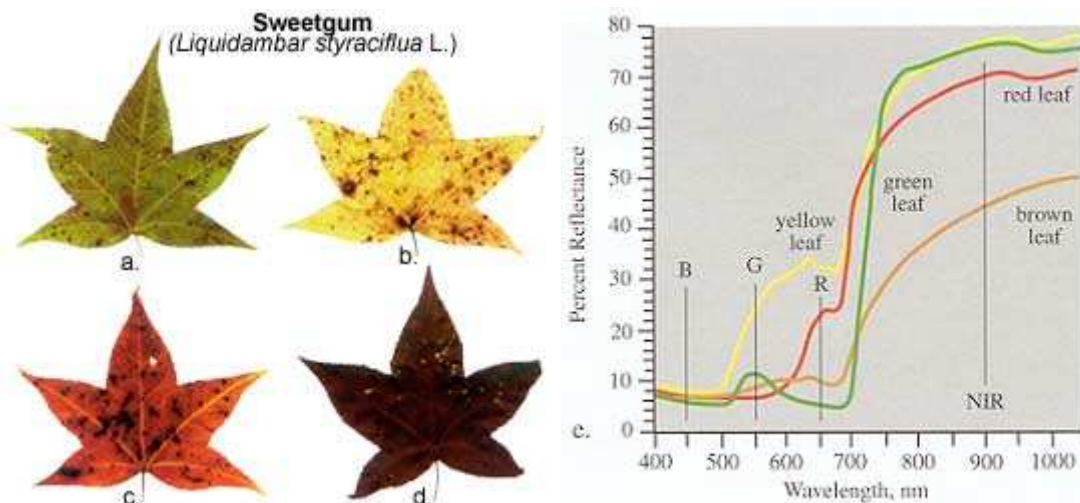 Sweetgum
(Liquidambar styraciflua L.)
a.
b.
c.
d.
80
70
60
50
40
30
20
10
0
Percent Reflectance
400 500 600 700 800 900 1000
Wavelength, nm
B
G
R
NIR
yellow
leaf
green
leaf
red leaf
brown
leaf
e.